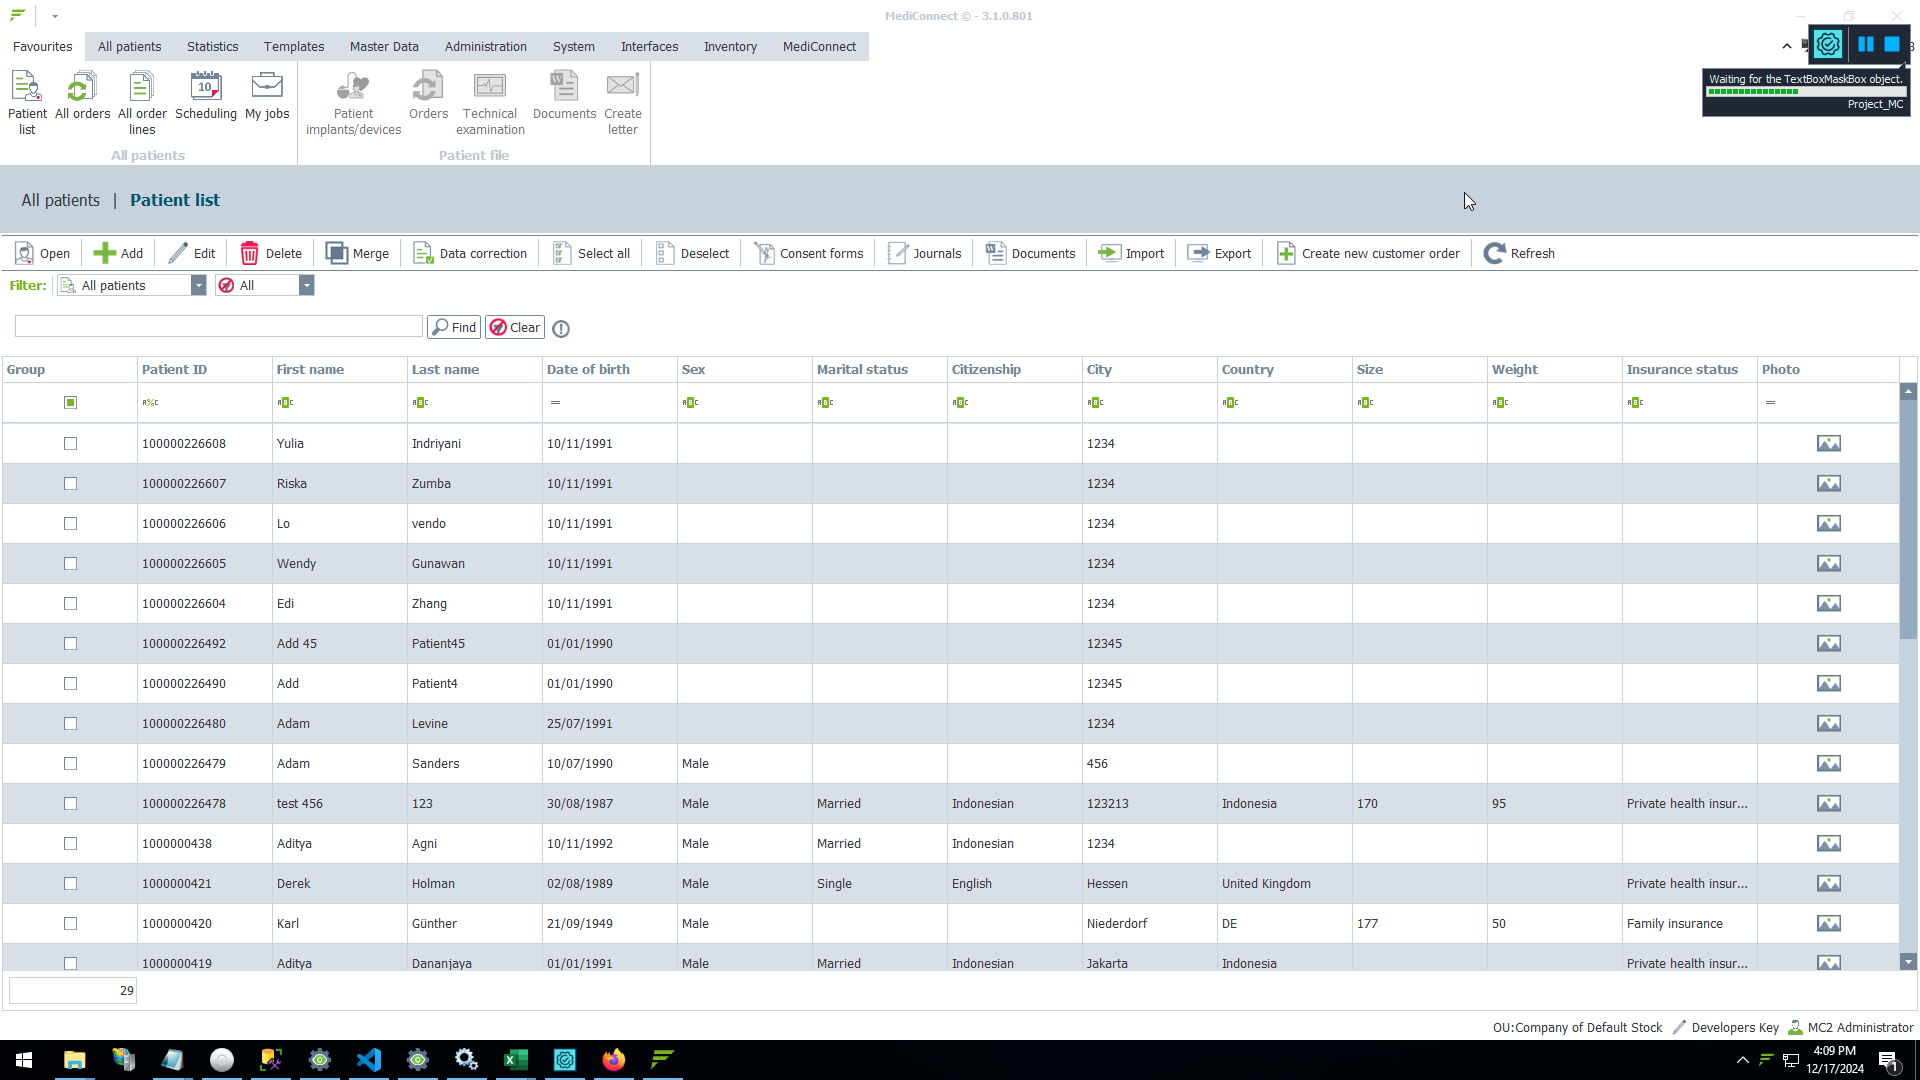 MediConnect © - 3.1.0.801
Favourites All patients Statistics Templates Master Data Administration System Interfaces Inventory MediConnect
Waiting for the TextBoxMaskBox object.
Project_MC
Patient list All orders All order lines Scheduling My jobs Patient implants/devices Orders Technical examination Documents Create letter
All patients Patient file
All patients | Patient list
Open Add Edit Delete Merge Data correction Select all Deselect Consent forms Journals Documents Import Export Create new customer order Refresh
Filter: All patients All
Find Clear
Group Patient ID First name Last name Date of birth Sex Marital status Citizenship City Country Size Weight Insurance status Photo
100000226608 Yulia Indriyani 10/11/1991 1234
100000226607 Riska Zumba 10/11/1991 1234
100000226606 Lo vendo 10/11/1991 1234
100000226605 Wendy Gunawan 10/11/1991 1234
100000226604 Edi Zhang 10/11/1991 1234
100000226492 Add 45 Patient45 01/01/1990 12345
100000226490 Add Patient4 01/01/1990 12345
100000226480 Adam Levine 25/07/1991 1234
100000226479 Adam Sanders 10/07/1990 Male 456
100000226478 test 456 123 30/08/1987 Male Married Indonesian 123213 Indonesia 170 95 Private health insur...
1000000438 Aditya Agni 10/11/1992 Male Married Indonesian 1234
1000000421 Derek Holman 02/08/1989 Male Single English Hessen United Kingdom Private health insur...
1000000420 Karl Günther 21/09/1949 Male Niederdorf DE 177 50 Family insurance
1000000419 Aditya Dananjaya 01/01/1991 Male Married Indonesian Jakarta Indonesia Private health insur...
29
OU:Company of Default Stock Developers Key MC2 Administrator
4:09 PM
12/17/2024
1